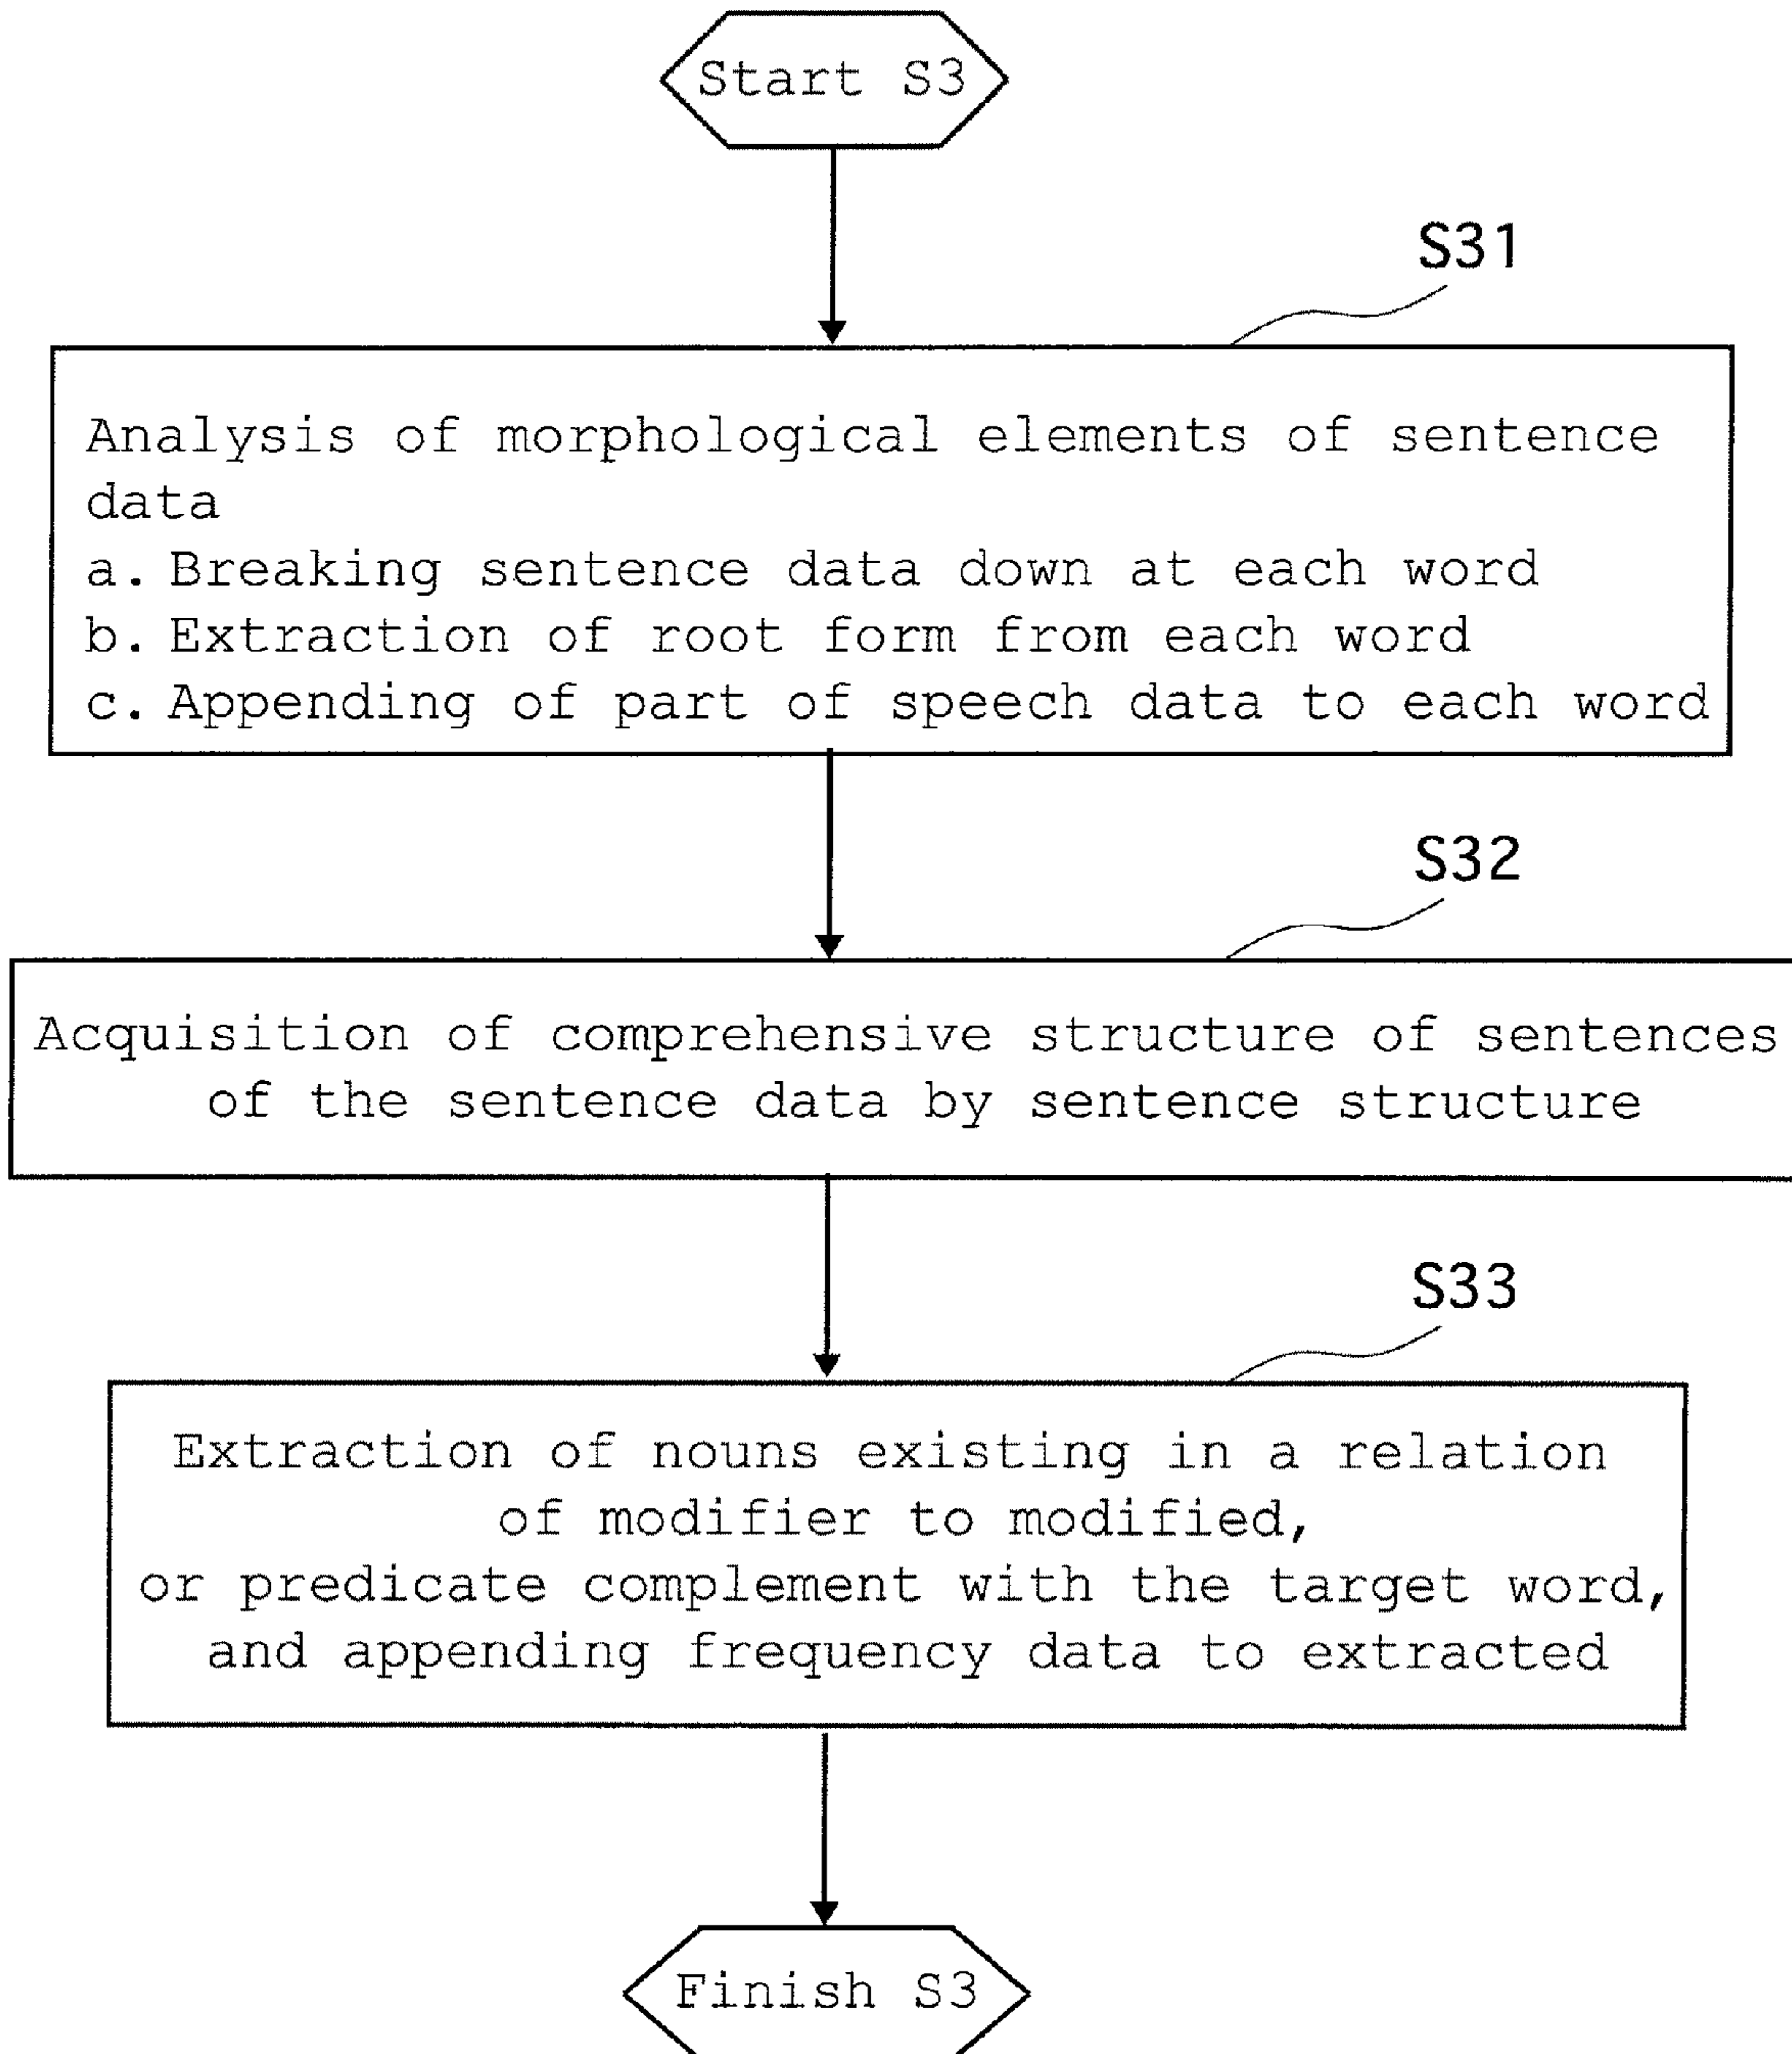 Start S3
S31
Analysis of morphological elements of sentence
data
a. Breaking sentence data down at each word
b. Extraction of root form from each word
c. Appending of part of speech data to each word
S32
Acquisition of comprehensive structure of sentences
of the sentence data by sentence structure
S33
Extraction of nouns existing in a relation
of modifier to modified,
or predicate complement with the target word,
and appending frequency data to extracted
Finish S3